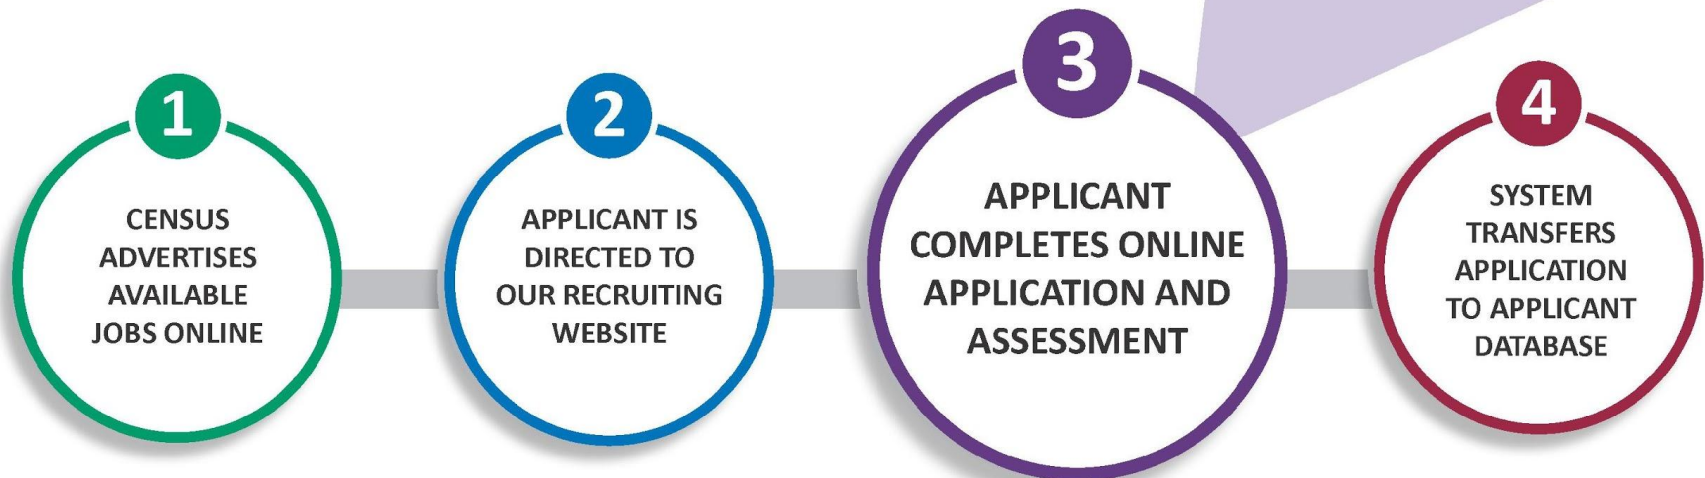 1
CENSUS
ADVERTISES
AVAILABLE
JOBS ONLINE
2
APPLICANT IS
DIRECTED TO
OUR RECRUITING
WEBSITE
3
APPLICANT
COMPLETES ONLINE
APPLICATION AND
ASSESSMENT
4
SYSTEM
TRANSFERS
APPLICATION
TO APPLICANT
DATABASE